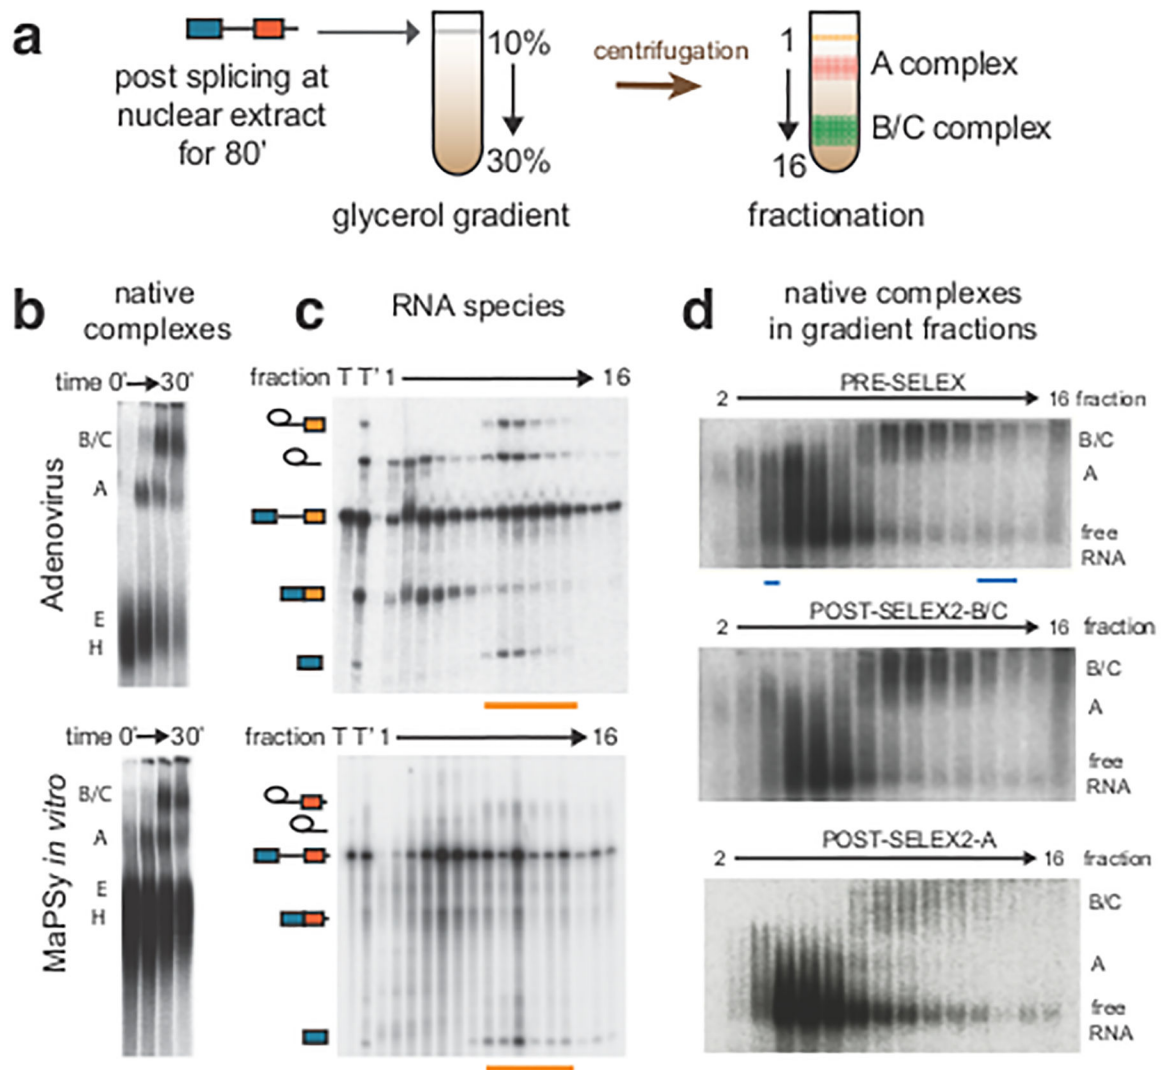 a
post splicing at
nuclear extract
for 80'
10%
30%
glycerol gradient
centrifugation
1
16
A complex
B/C complex
fractionation
b
native
complexes
time 0' 30'
Adenovirus
B/C
A
E
H
time 0' 30'
MaPSy in vitro
B/C
A
E
H
c
RNA species
fraction T T' 1 16
fraction T T' 1 16
d
native complexes
in gradient fractions
PRE-SELEX
2 16 fraction
B/C
A
free
RNA
POST-SELEX2-B/C
2 16 fraction
B/C
A
free
RNA
POST-SELEX2-A
2 16 fraction
B/C
A
free
RNA